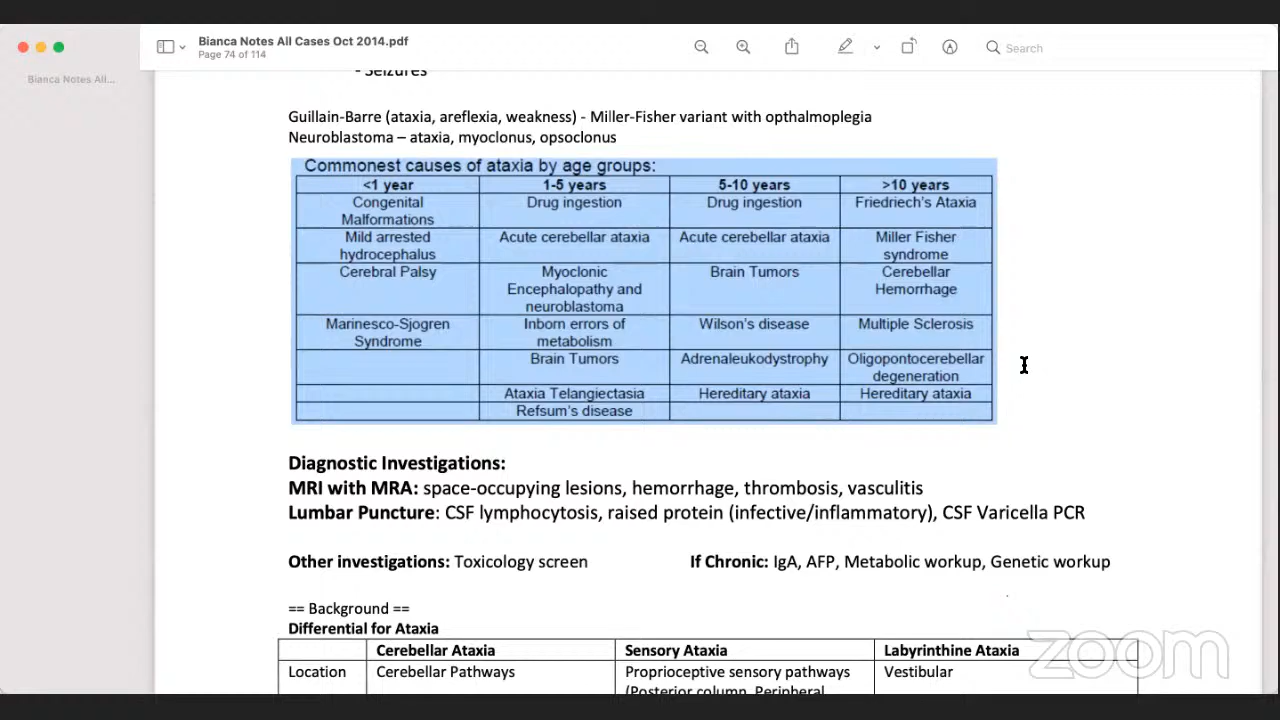 Bianca Notes All Cases Oct 2014.pdf
Page 74 of 114
Search
Bianca Notes All...
- Seizures
Guillain-Barre (ataxia, areflexia, weakness) - Miller-Fisher variant with opthalmoplegia
Neuroblastoma – ataxia, myoclonus, opsoclonus
Commonest causes of ataxia by age groups:
<1 year 1-5 years 5-10 years >10 years
Congenital Malformations Drug ingestion Drug ingestion Friedriech's Ataxia
Mild arrested hydrocephalus Acute cerebellar ataxia Acute cerebellar ataxia Miller Fisher syndrome
Cerebral Palsy Myoclonic Encephalopathy and neuroblastoma Brain Tumors Cerebellar Hemorrhage
Marinesco-Sjogren Syndrome Inborn errors of metabolism Wilson's disease Multiple Sclerosis
Brain Tumors Adrenaleukodystrophy Oligopontocerebellar degeneration
Ataxia Telangiectasia Hereditary ataxia Hereditary ataxia
Refsum's disease
Diagnostic Investigations:
MRI with MRA: space-occupying lesions, hemorrhage, thrombosis, vasculitis
Lumbar Puncture: CSF lymphocytosis, raised protein (infective/inflammatory), CSF Varicella PCR
Other investigations: Toxicology screen If Chronic: IgA, AFP, Metabolic workup, Genetic workup
== Background ==
Differential for Ataxia
Cerebellar Ataxia Sensory Ataxia Labyrinthine Ataxia
Location Cerebellar Pathways Proprioceptive sensory pathways Vestibular
(Posterior column, Peripheral
zoom